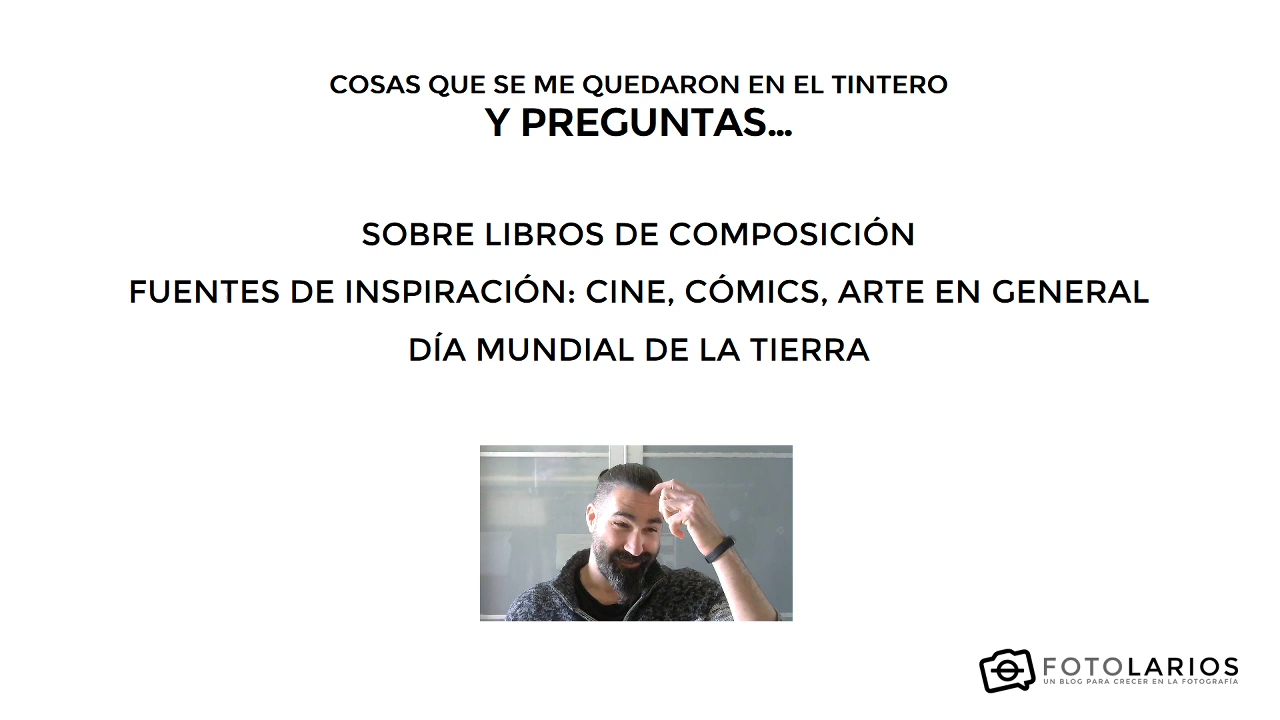 COSAS QUE SE ME QUEDARON EN EL TINTERO
Y PREGUNTAS...
SOBRE LIBROS DE COMPOSICIÓN
FUENTES DE INSPIRACIÓN: CINE, CÓMICS, ARTE EN GENERAL
DÍA MUNDIAL DE LA TIERRA
FOTOLARIOS
UN BLOG PARA CRECER EN LA FOTOGRAFÍA